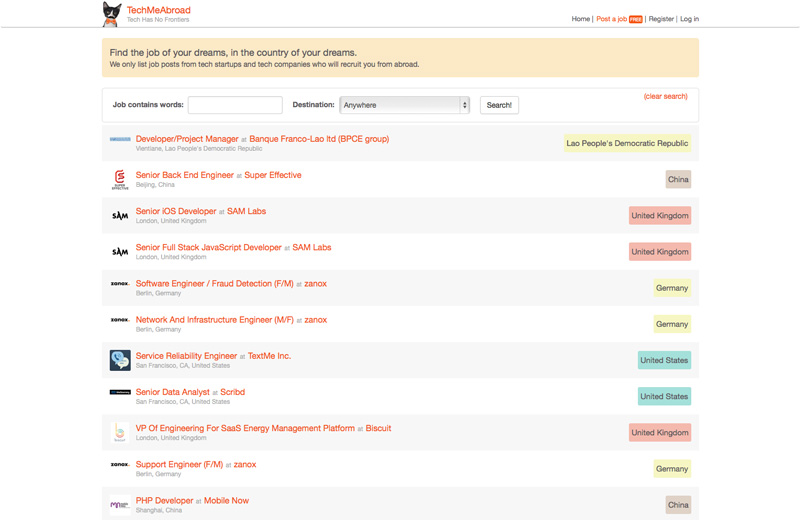 TechMeAbroad
Tech Has No Frontiers
Home | Post a job FREE | Register | Log in
Find the job of your dreams, in the country of your dreams.
We only list job posts from tech startups and tech companies who will recruit you from abroad.
(clear search)
Job contains words: Destination: Anywhere Search!
Developer/Project Manager at Banque Franco-Lao ltd (BPCE group)
Vientiane, Lao People's Democratic Republic
Lao People's Democratic Republic
SUPER EFFECTIVE
Senior Back End Engineer at Super Effective
Beijing, China
China
SAM
Senior iOS Developer at SAM Labs
London, United Kingdom
United Kingdom
SAM
Senior Full Stack JavaScript Developer at SAM Labs
London, United Kingdom
United Kingdom
zanox.
Software Engineer / Fraud Detection (F/M) at zanox
Berlin, Germany
Germany
zanox.
Network And Infrastructure Engineer (M/F) at zanox
Berlin, Germany
Germany
Service Reliability Engineer at TextMe Inc.
San Francisco, CA, United States
United States
Senior Data Analyst at Scribd
San Francisco, CA, United States
United States
VP Of Engineering For SaaS Energy Management Platform at Biscuit
London, United Kingdom
United Kingdom
zanox.
Support Engineer (F/M) at zanox
Berlin, Germany
Germany
PHP Developer at Mobile Now
Shanghai, China
China